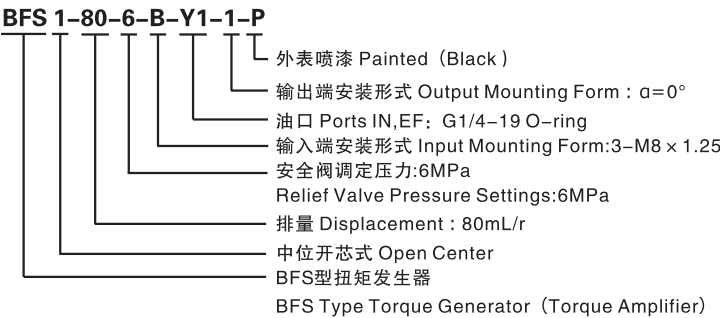 BFS 1-80-6-B-Y1-1-P
外表喷漆 Painted（Black）
输出端安装形式 Output Mounting Form：α=0°
油口 Ports IN,EF：G1/4-19 O-ring
输入端安装形式 Input Mounting Form:3-M8×1.25
安全阀调定压力:6MPa
Relief Valve Pressure Settings:6MPa
排量 Displacement：80mL/r
中位开芯式 Open Center
BFS型扭矩发生器
BFS Type Torque Generator（Torque Amplifier）